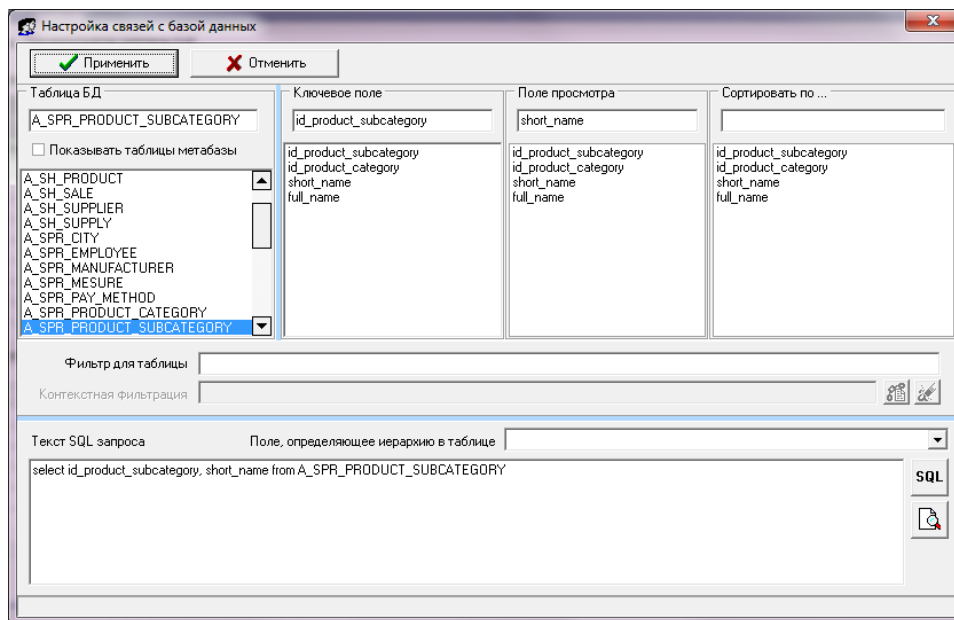 Настройка связей с базой данных
Применить
Отменить
Таблица БД
A_SPR_PRODUCT_SUBCATEGORY
Показывать таблицы метабазы
A_SH_PRODUCT
A_SH_SALE
A_SH_SUPPLIER
A_SH_SUPPLY
A_SPR_CITY
A_SPR_EMPLOYEE
A_SPR_MANUFACTURER
A_SPR_MESURE
A_SPR_PAY_METHOD
A_SPR_PRODUCT_CATEGORY
A_SPR_PRODUCT_SUBCATEGORY
Ключевое поле
id_product_subcategory
id_product_subcategory
id_product_category
short_name
full_name
Поле просмотра
short_name
id_product_subcategory
id_product_category
short_name
full_name
Сортировать по ...
id_product_subcategory
id_product_category
short_name
full_name
Фильтр для таблицы
Контекстная фильтрация
Текст SQL запроса
Поле, определяющее иерархию в таблице
select id_product_subcategory, short_name from A_SPR_PRODUCT_SUBCATEGORY
SQL